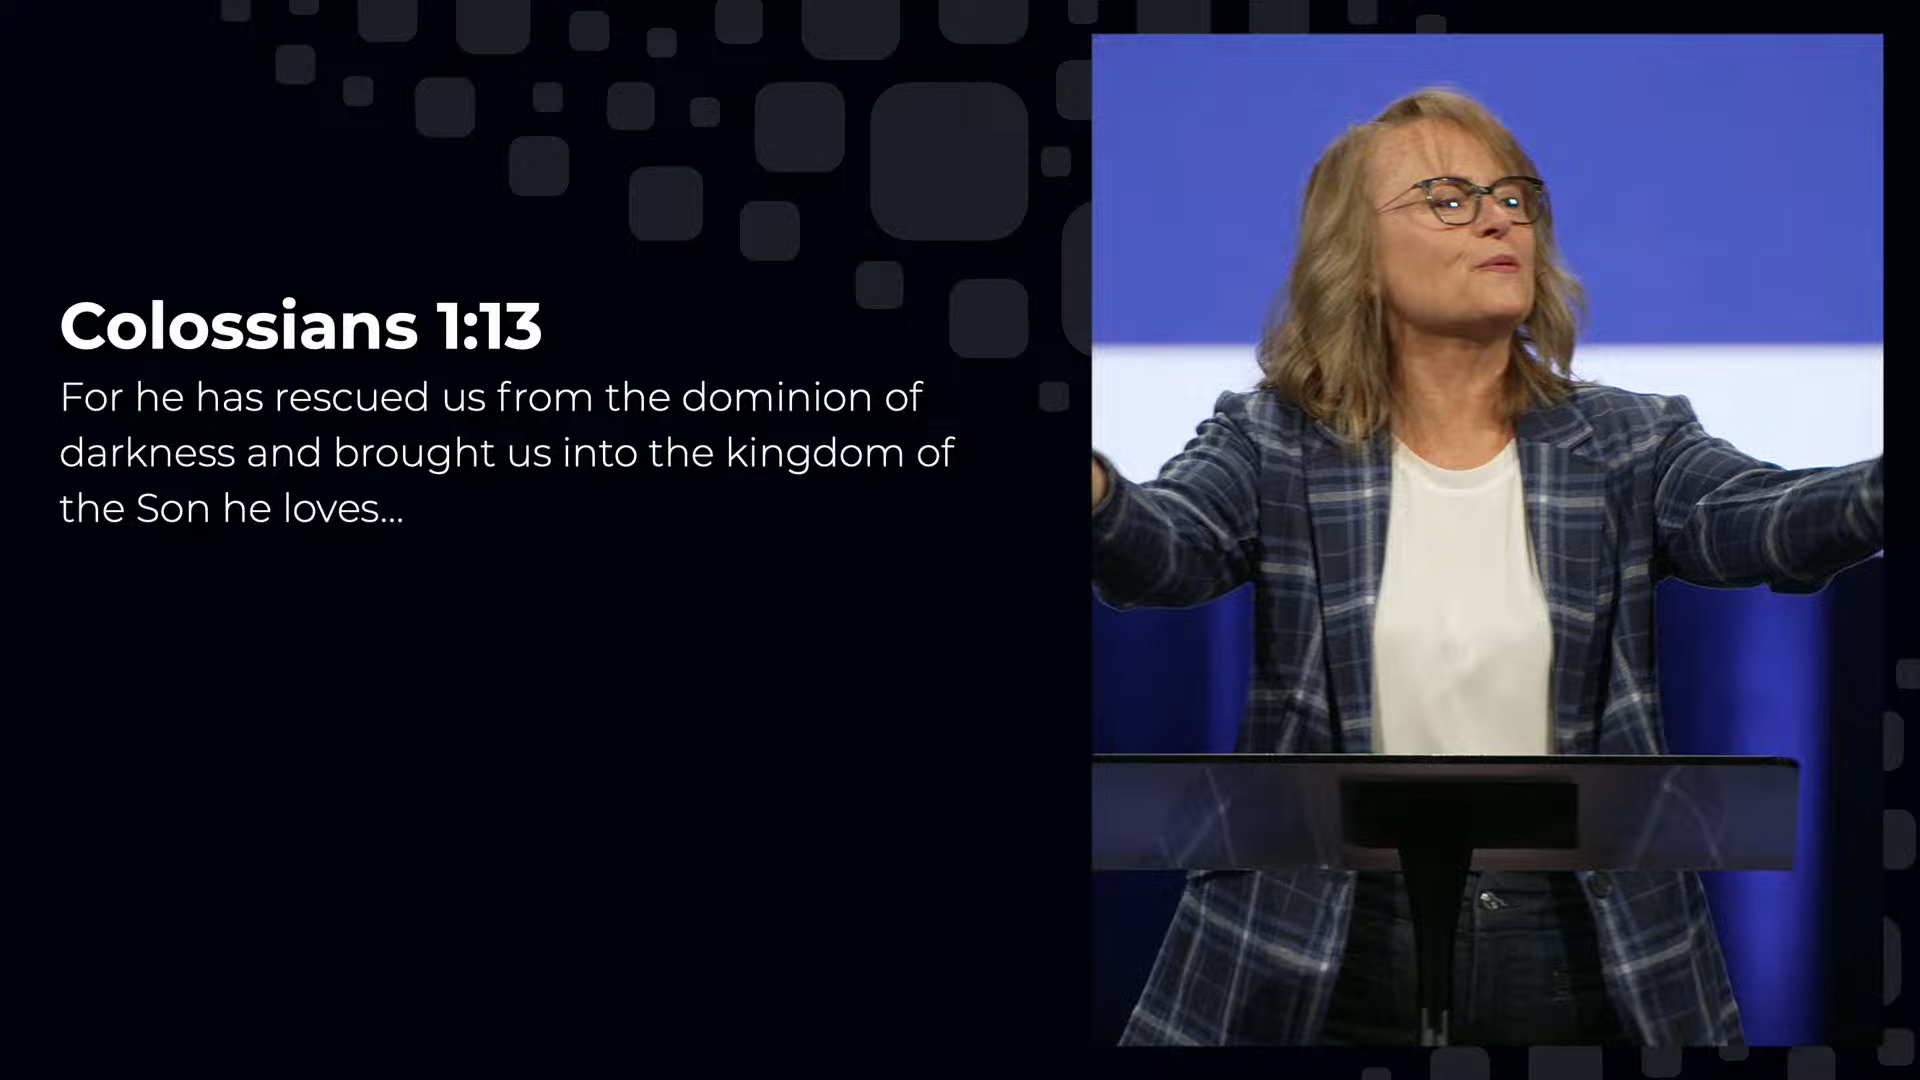 Colossians 1:13
For he has rescued us from the dominion of
darkness and brought us into the kingdom of
the Son he loves...